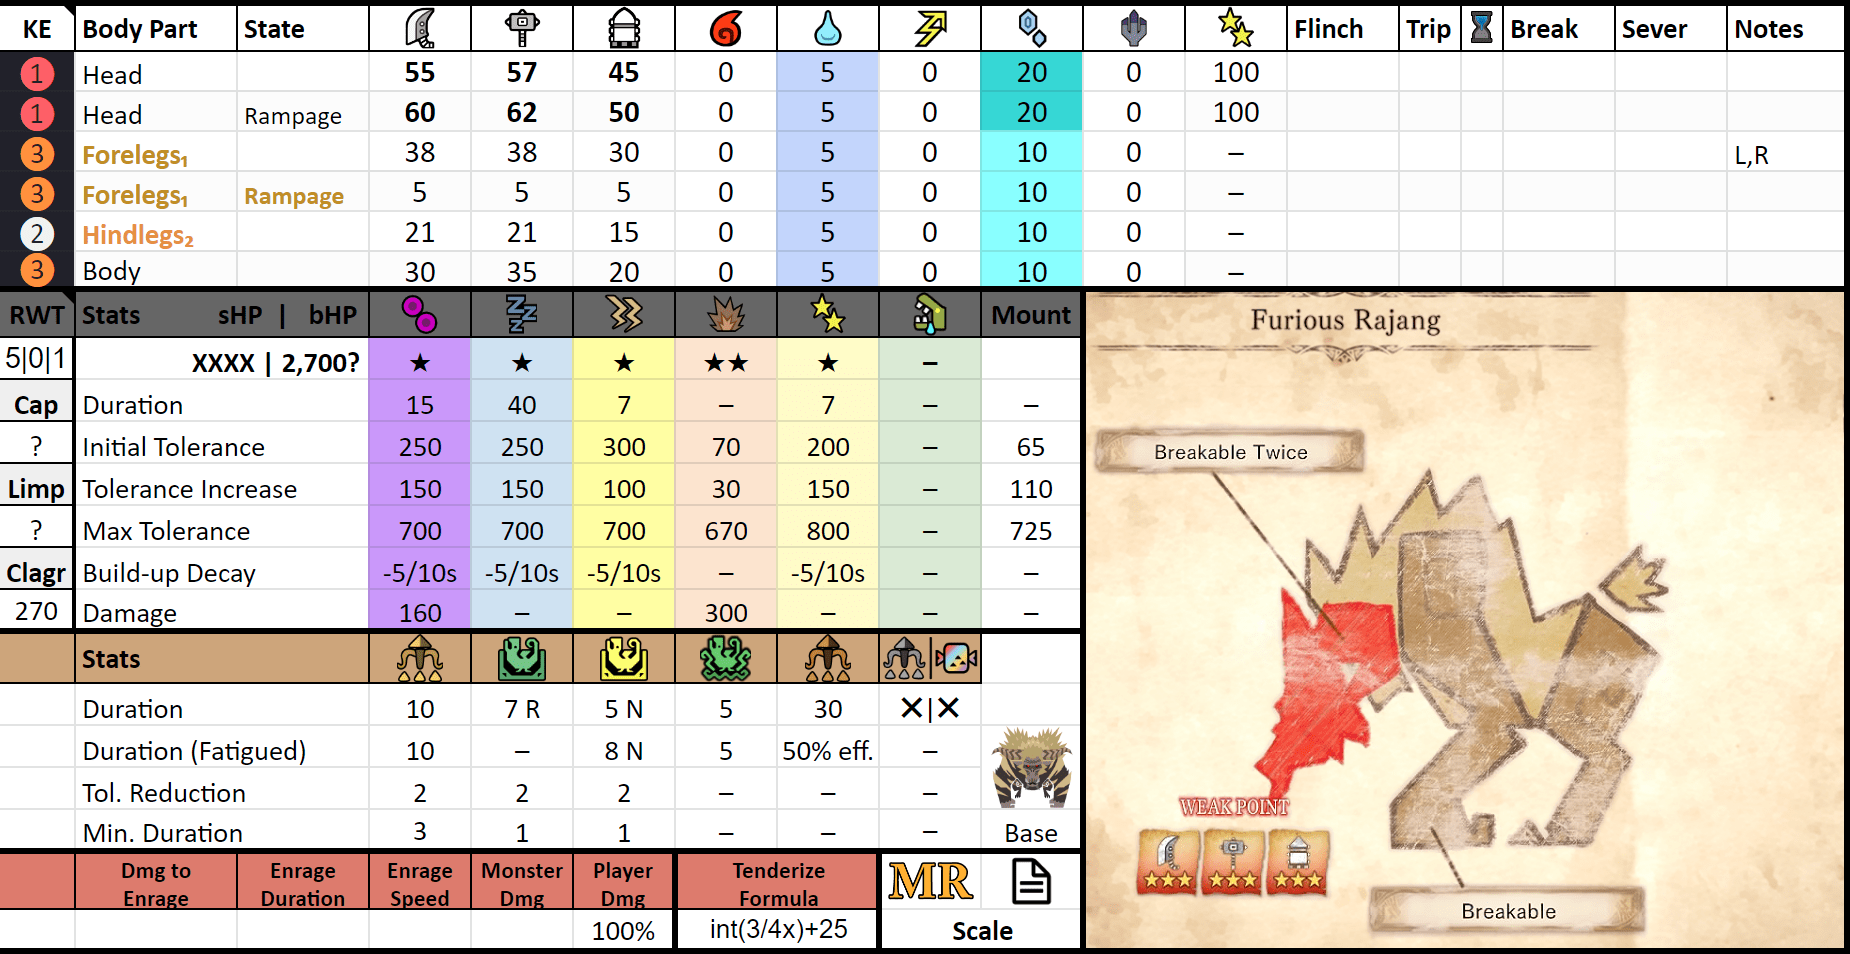 KE Body Part State Flinch Trip Break Sever Notes
1 Head 55 57 45 0 5 0 20 0 100
1 Head Rampage 60 62 50 0 5 0 20 0 100
3 Forelegs₁ 38 38 30 0 5 0 10 0 – L,R
3 Forelegs₁ Rampage 5 5 5 0 5 0 10 0 –
2 Hindlegs₂ 21 21 15 0 5 0 10 0 –
3 Body 30 35 20 0 5 0 10 0 –
RWT Stats sHP | bHP Mount
5|0|1 XXXX | 2,700? ★ ★ ★ ★★ ★ –
Cap Duration 15 40 7 – 7 – –
? Initial Tolerance 250 250 300 70 200 – 65
Limp Tolerance Increase 150 150 100 30 150 – 110
? Max Tolerance 700 700 700 670 800 – 725
Clagr Build-up Decay -5/10s -5/10s -5/10s – -5/10s – –
270 Damage 160 – – 300 – – –
Stats
Duration 10 7 R 5 N 5 30 ✕|✕
Duration (Fatigued) 10 – 8 N 5 50% eff. –
Tol. Reduction 2 2 2 – – –
Min. Duration 3 1 1 – – – Base
Dmg to Enrage Enrage Duration Enrage Speed Monster Dmg Player Dmg Tenderize Formula MR
100% int(3/4x)+25 Scale
Furious Rajang
Breakable Twice
WEAK POINT
★★★ ★★★ ★★★
Breakable